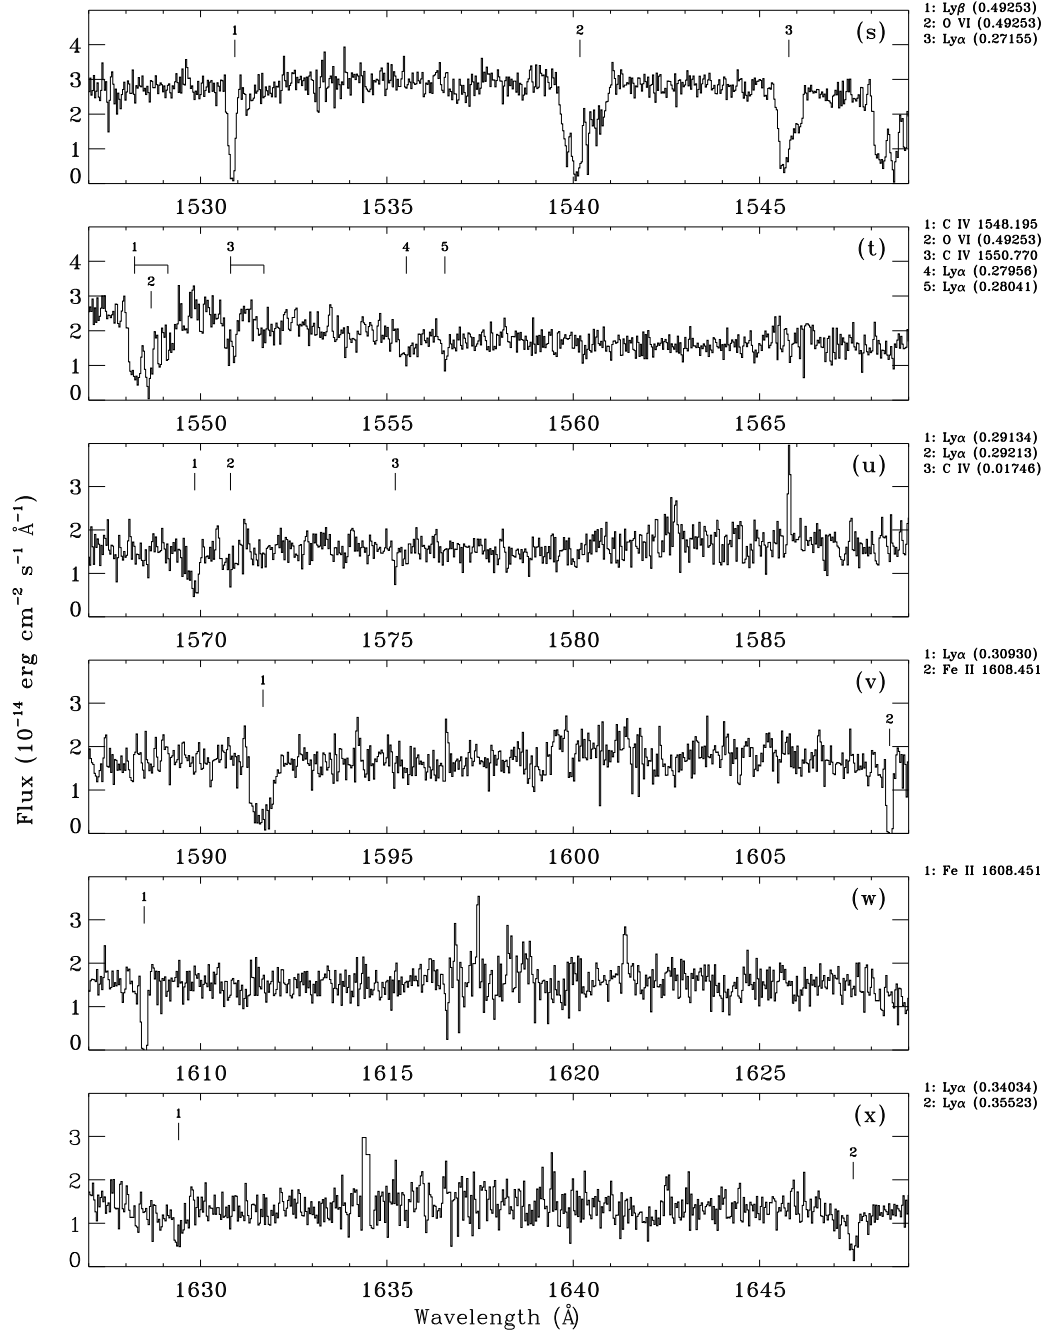 1: Lyβ (0.49253)
2: O VI (0.49253)
3: Lyα (0.27155)
(s)
1 2 3
5
4
3
2
1
0
1530 1535 1540 1545
1: C IV 1548.195
2: O VI (0.49253)
3: C IV 1550.770
4: Lyα (0.27956)
5: Lyα (0.28041)
(t)
1 2 3 4 5
4
3
2
1
0
1550 1555 1560 1565
1: Lyα (0.29134)
2: Lyα (0.29213)
3: C IV (0.01746)
(u)
1 2 3
3
2
1
0
1570 1575 1580 1585
1: Lyα (0.30930)
2: Fe II 1608.451
(v)
1 2
3
2
1
0
1590 1595 1600 1605
1: Fe II 1608.451
(w)
1
3
2
1
0
1610 1615 1620 1625
1: Lyα (0.34034)
2: Lyα (0.35523)
(x)
1 2
3
2
1
0
1630 1635 1640 1645
Wavelength (Å)
Flux (10⁻¹⁴ erg cm⁻² s⁻¹ Å⁻¹)